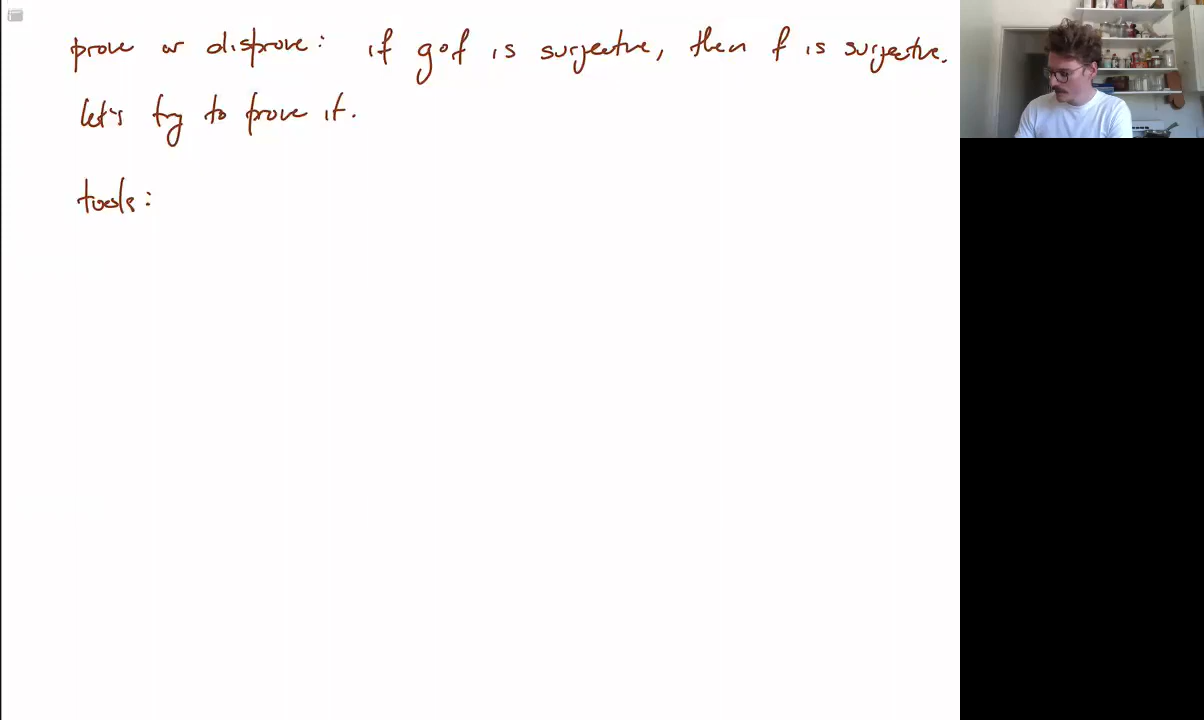 prove or disprove: if g∘f is surjective, then f is surjective.
let's try to prove it.
tools: